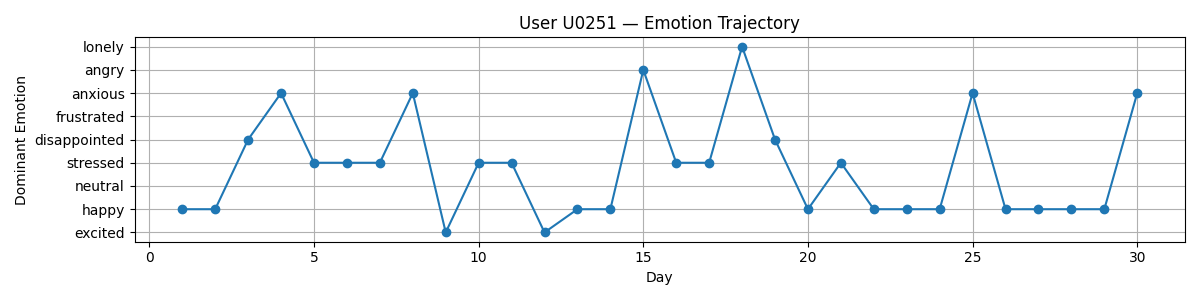 User U0251 — Emotion Trajectory
Dominant Emotion
lonely
angry
anxious
frustrated
disappointed
stressed
neutral
happy
excited
0 5 10 15 20 25 30
Day